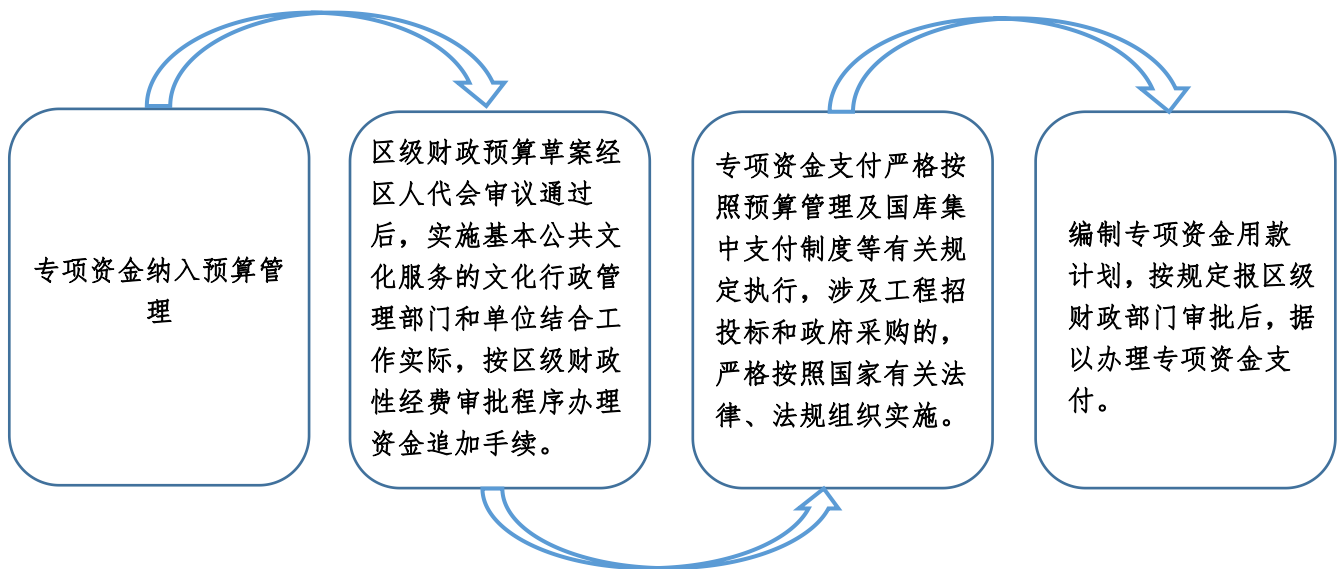 专项资金纳入预算管
理
区级财政预算草案经
区人代会审议通过
后，实施基本公共文
化服务的文化行政管
理部门和单位结合工
作实际，按区级财政
性经费审批程序办理
资金追加手续。
专项资金支付严格按
照预算管理及国库集
中支付制度等有关规
定执行，涉及工程招
投标和政府采购的，
严格按照国家有关法
律、法规组织实施。
编制专项资金用款
计划，按规定报区级
财政部门审批后，据
以办理专项资金支
付。